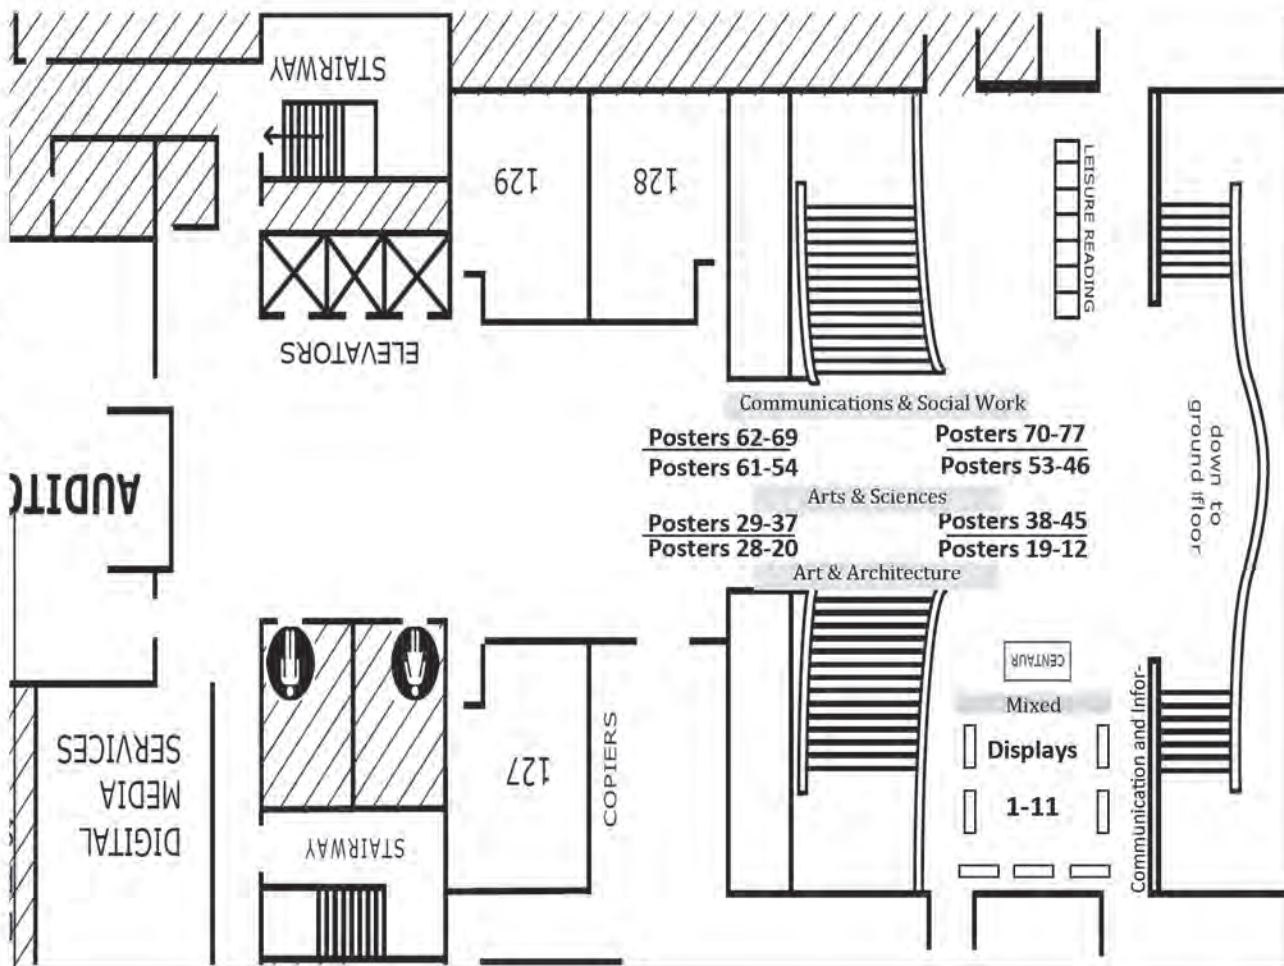 STAIRWAY
129
128
LEISURE READING
ELEVATORS
Communications & Social Work
Posters 62-69
Posters 70-77
Posters 61-54
Posters 53-46
down to
ground lfloor
AUDITO
Arts & Sciences
Posters 29-37
Posters 38-45
Posters 28-20
Posters 19-12
Art & Architecture
CENTAUR
Mixed
Displays
1-11
Communication and Infor-
127
COPIERS
DIGITAL
MEDIA
SERVICES
STAIRWAY